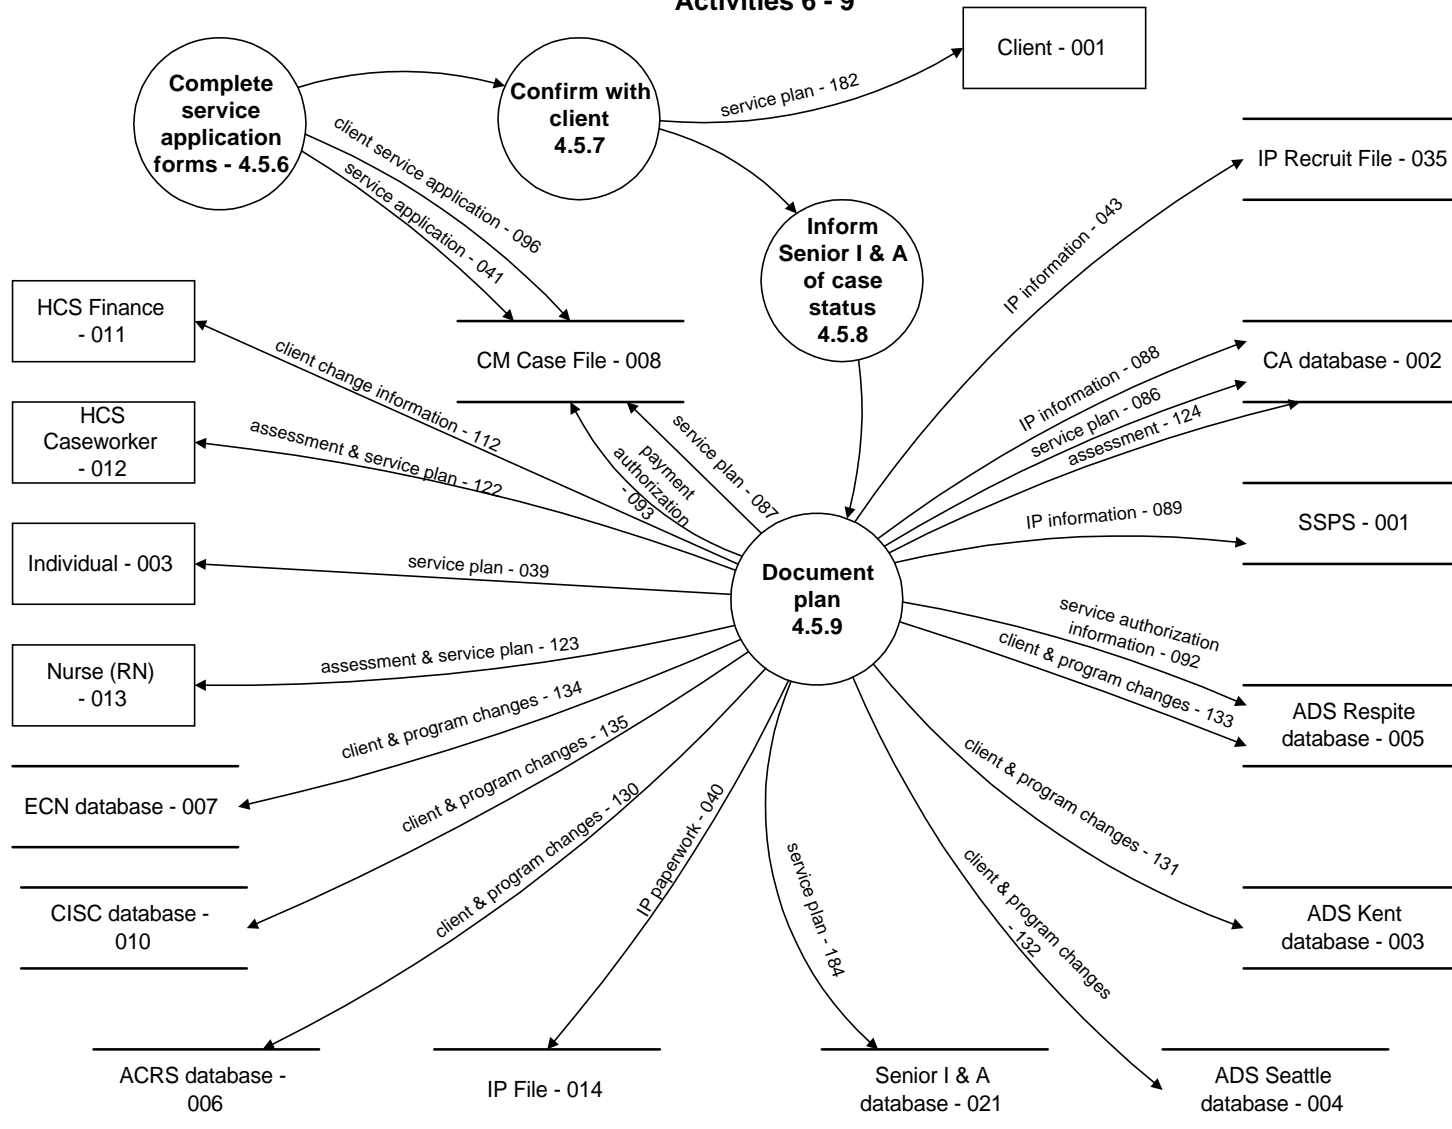 Activities 6 - 9
Complete
service
application
forms - 4.5.6
Confirm with
client
4.5.7
Client - 001
service plan - 182
client service application - 096
service application - 041
IP Recruit File - 035
Inform
Senior I & A
of case
status
4.5.8
IP information - 043
HCS Finance
- 011
CM Case File - 008
CA database - 002
client change information - 112
IP information - 088
service plan - 086
assessment - 124
HCS
Caseworker
- 012
assessment & service plan - 122
payment
authorization
- 093
service plan - 087
IP information - 089
SSPS - 001
Individual - 003
service plan - 039
Document
plan
4.5.9
service authorization
information - 092
client & program changes - 133
Nurse (RN)
- 013
assessment & service plan - 123
ADS Respite
database - 005
client & program changes - 134
client & program changes - 135
client & program changes - 130
IP paperwork - 040
service plan - 184
client & program changes
- 132
client & program changes - 131
ECN database - 007
CISC database -
010
ADS Kent
database - 003
ACRS database -
006
IP File - 014
Senior I & A
database - 021
ADS Seattle
database - 004